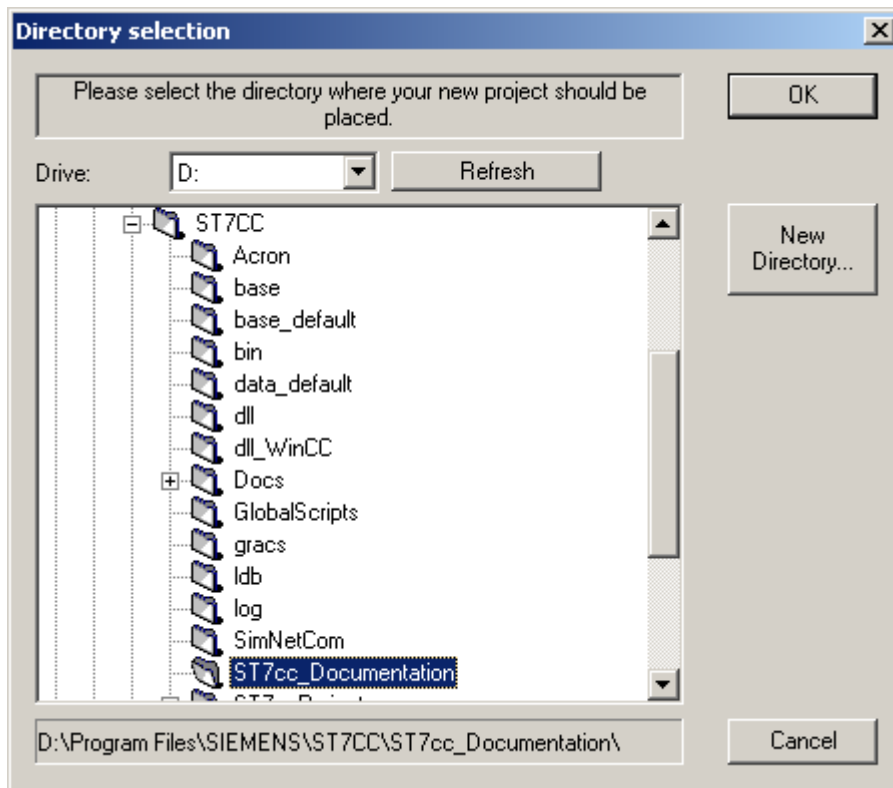 Directory selection
Please select the directory where your new project should be
placed.
OK
Drive:
D:
Refresh
ST7CC
New
Directory...
Acron
base
base_default
bin
data_default
dll
dll_WinCC
Docs
GlobalScripts
gracs
ldb
log
SimNetCom
ST7cc_Documentation
D:\Program Files\SIEMENS\ST7CC\ST7cc_Documentation\
Cancel